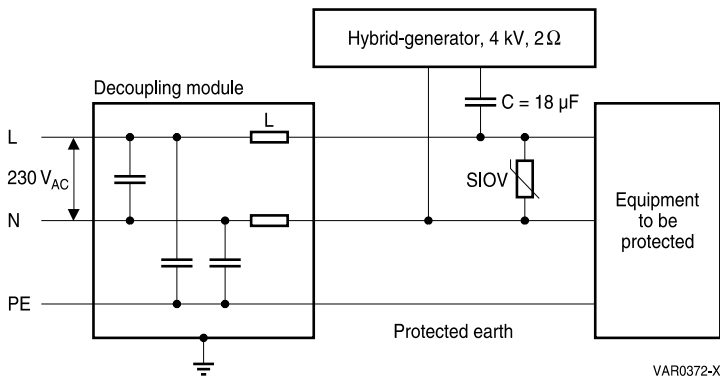 Hybrid-generator, 4 kV, 2 Ω
Decoupling module
L
C = 18 µF
L
230 VAC
SIOV
Equipment
to be
protected
N
PE
Protected earth
VAR0372-X